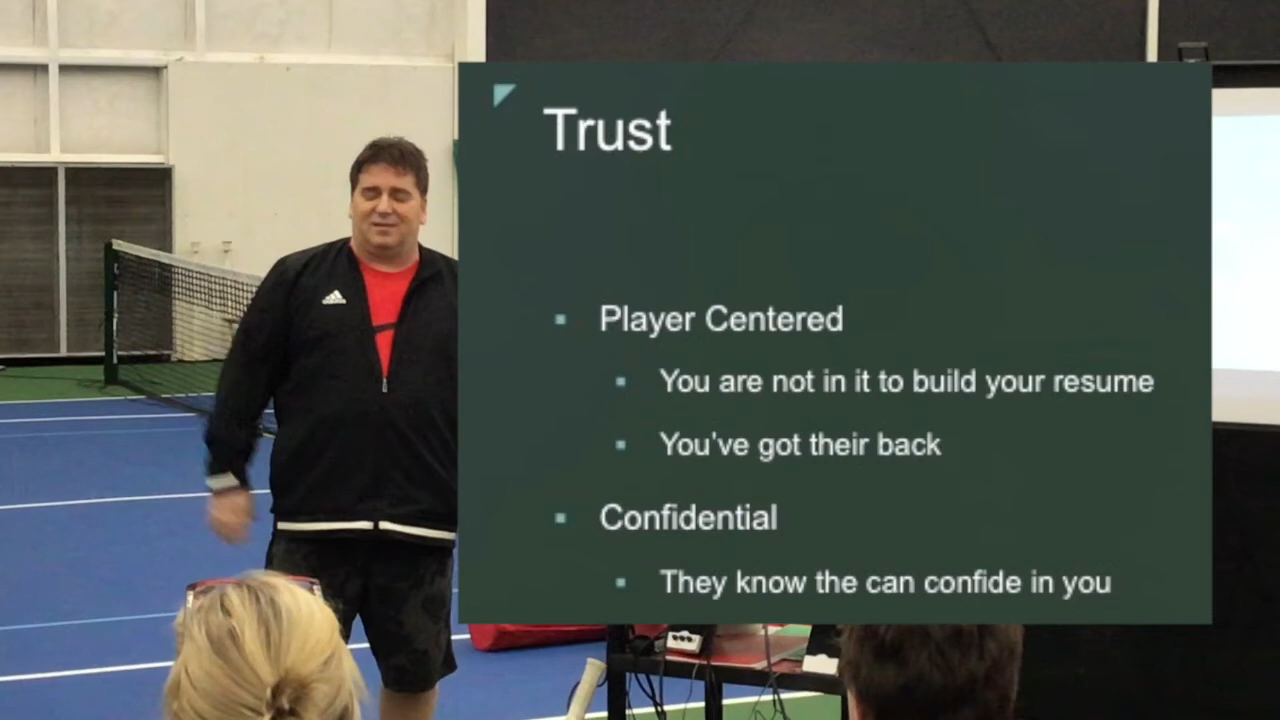 Trust
Player Centered
You are not in it to build your resume
You've got their back
Confidential
They know the can confide in you